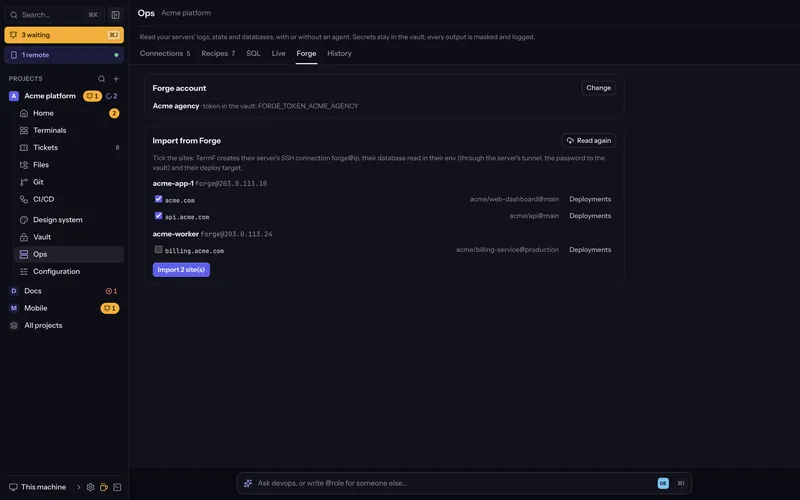 Search... ⌘K
3 waiting ⌘J
1 remote
PROJECTS
A Acme platform 1 2
Home 2
Terminals
Tickets 8
Files
Git
CI/CD
Design system
Vault
Ops
Configuration
D Docs 1
M Mobile 1
All projects
This machine
Ops Acme platform
Read your servers' logs, state and databases, with or without an agent. Secrets stay in the vault; every output is masked and logged.
Connections 5 Recipes 7 SQL Live Forge History
Forge account Change
Acme agency · token in the vault: FORGE_TOKEN_ACME_AGENCY
Import from Forge Read again
Tick the sites: TermF creates their server's SSH connection forge@ip, their database read in their env (through the server's tunnel, the password to the
vault) and their deploy target.
acme-app-1 forge@203.0.113.10
acme.com acme/web-dashboard@main Deployments
api.acme.com acme/api@main Deployments
acme-worker forge@203.0.113.24
billing.acme.com acme/billing-service@production Deployments
Import 2 site(s)
Ask devops, or write @role for someone else... DE ⌘I